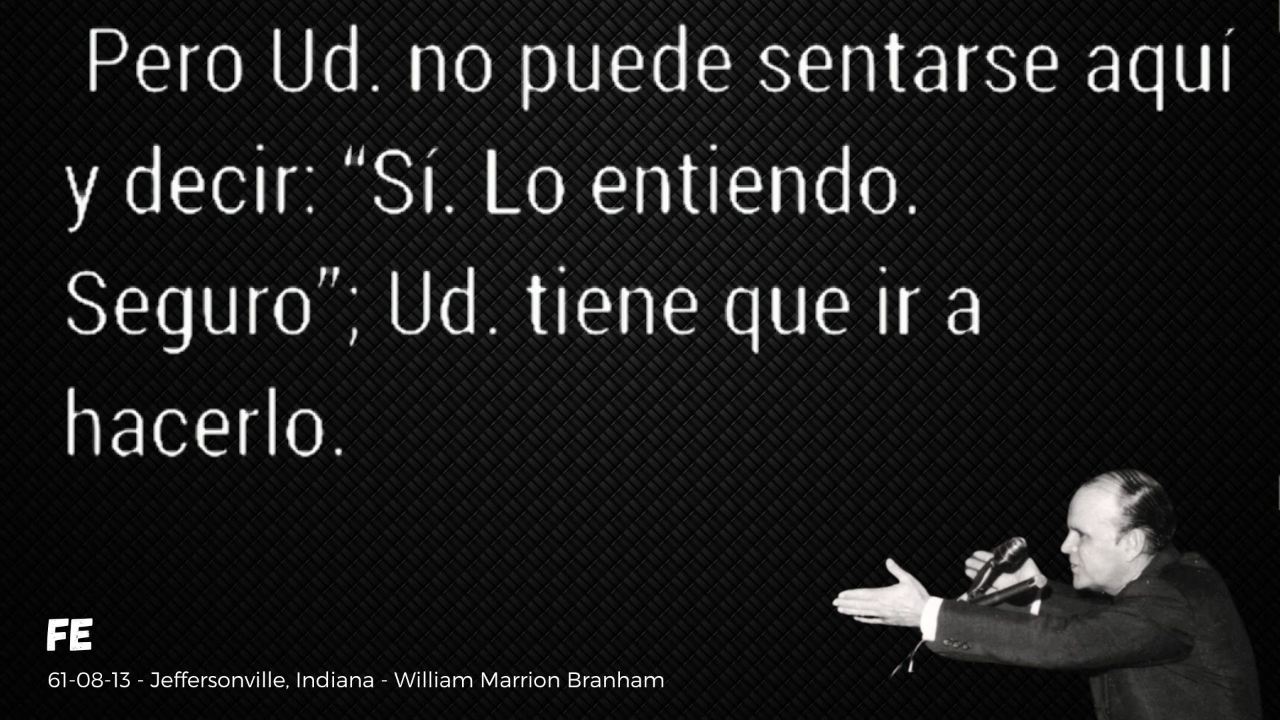 Pero Ud. no puede sentarse aquí
y decir: “Sí. Lo entiendo.
Seguro”; Ud. tiene que ir a
hacerlo.
FE
61-08-13 - Jeffersonville, Indiana - William Marrion Branham